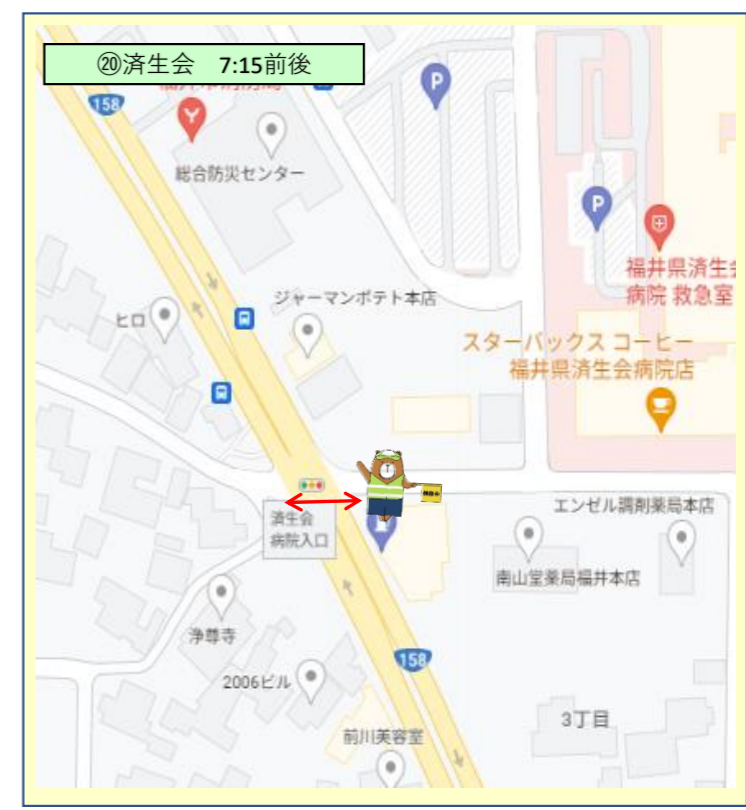 ⑳済生会 7:15前後
158
P
総合防災センター
P
福井県済生会
病院 救急室
ジャーマンポテト本店
ヒロ
スターバックス コーヒー
福井県済生会病院店
済生会
病院入口
エンゼル調剤薬局本店
南山堂薬局福井本店
浄尊寺
2006ビル
158
3丁目
前川美容室